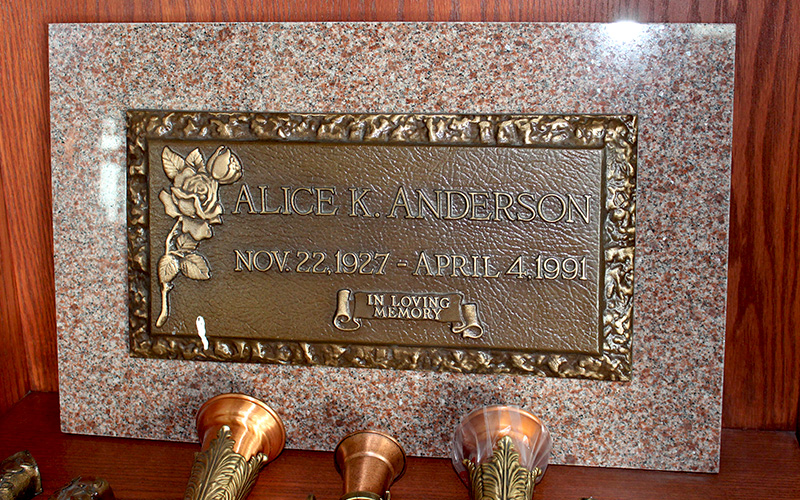 ALICE K. ANDERSON
NOV. 22, 1927 - APRIL 4, 1991
IN LOVING
MEMORY